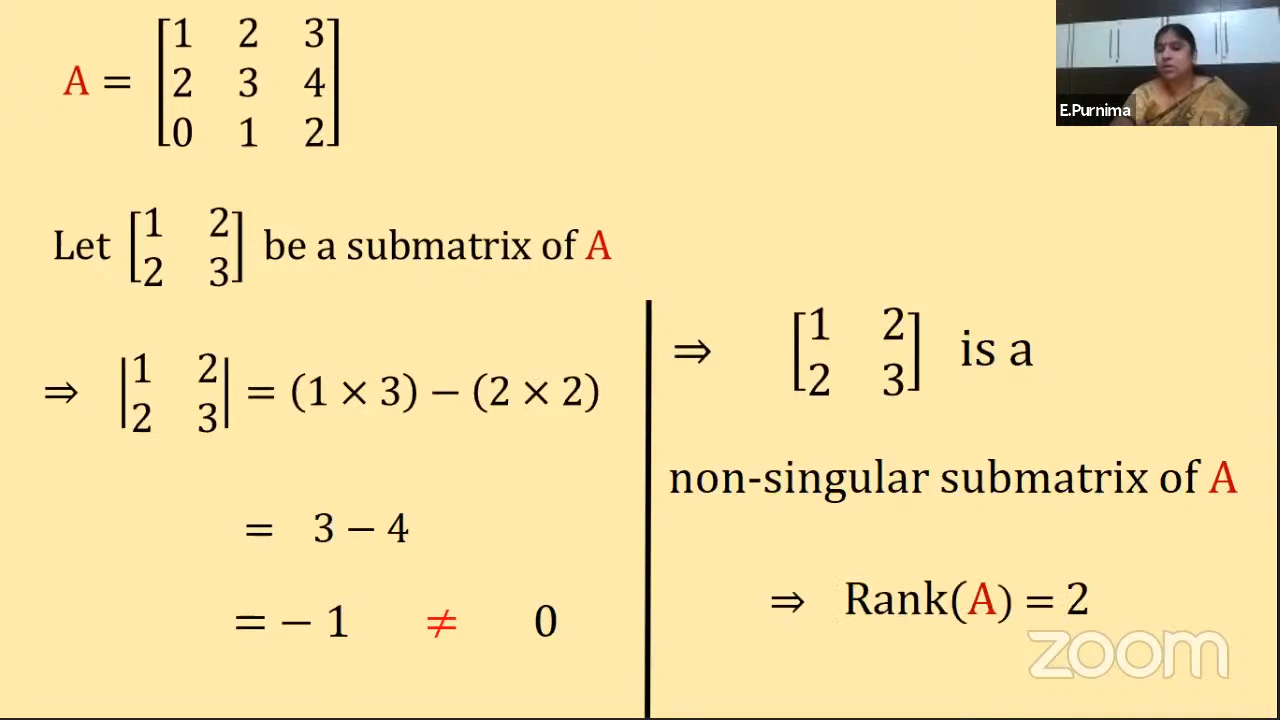 A = [1 2 3
2 3 4
0 1 2]
E.Purnima
Let [1 2
2 3] be a submatrix of A
⇒ |1 2
2 3| = (1 × 3) − (2 × 2)
= 3 − 4
= − 1 ≠ 0
⇒ [1 2
2 3] is a
non-singular submatrix of A
⇒ Rank(A) = 2
zoom